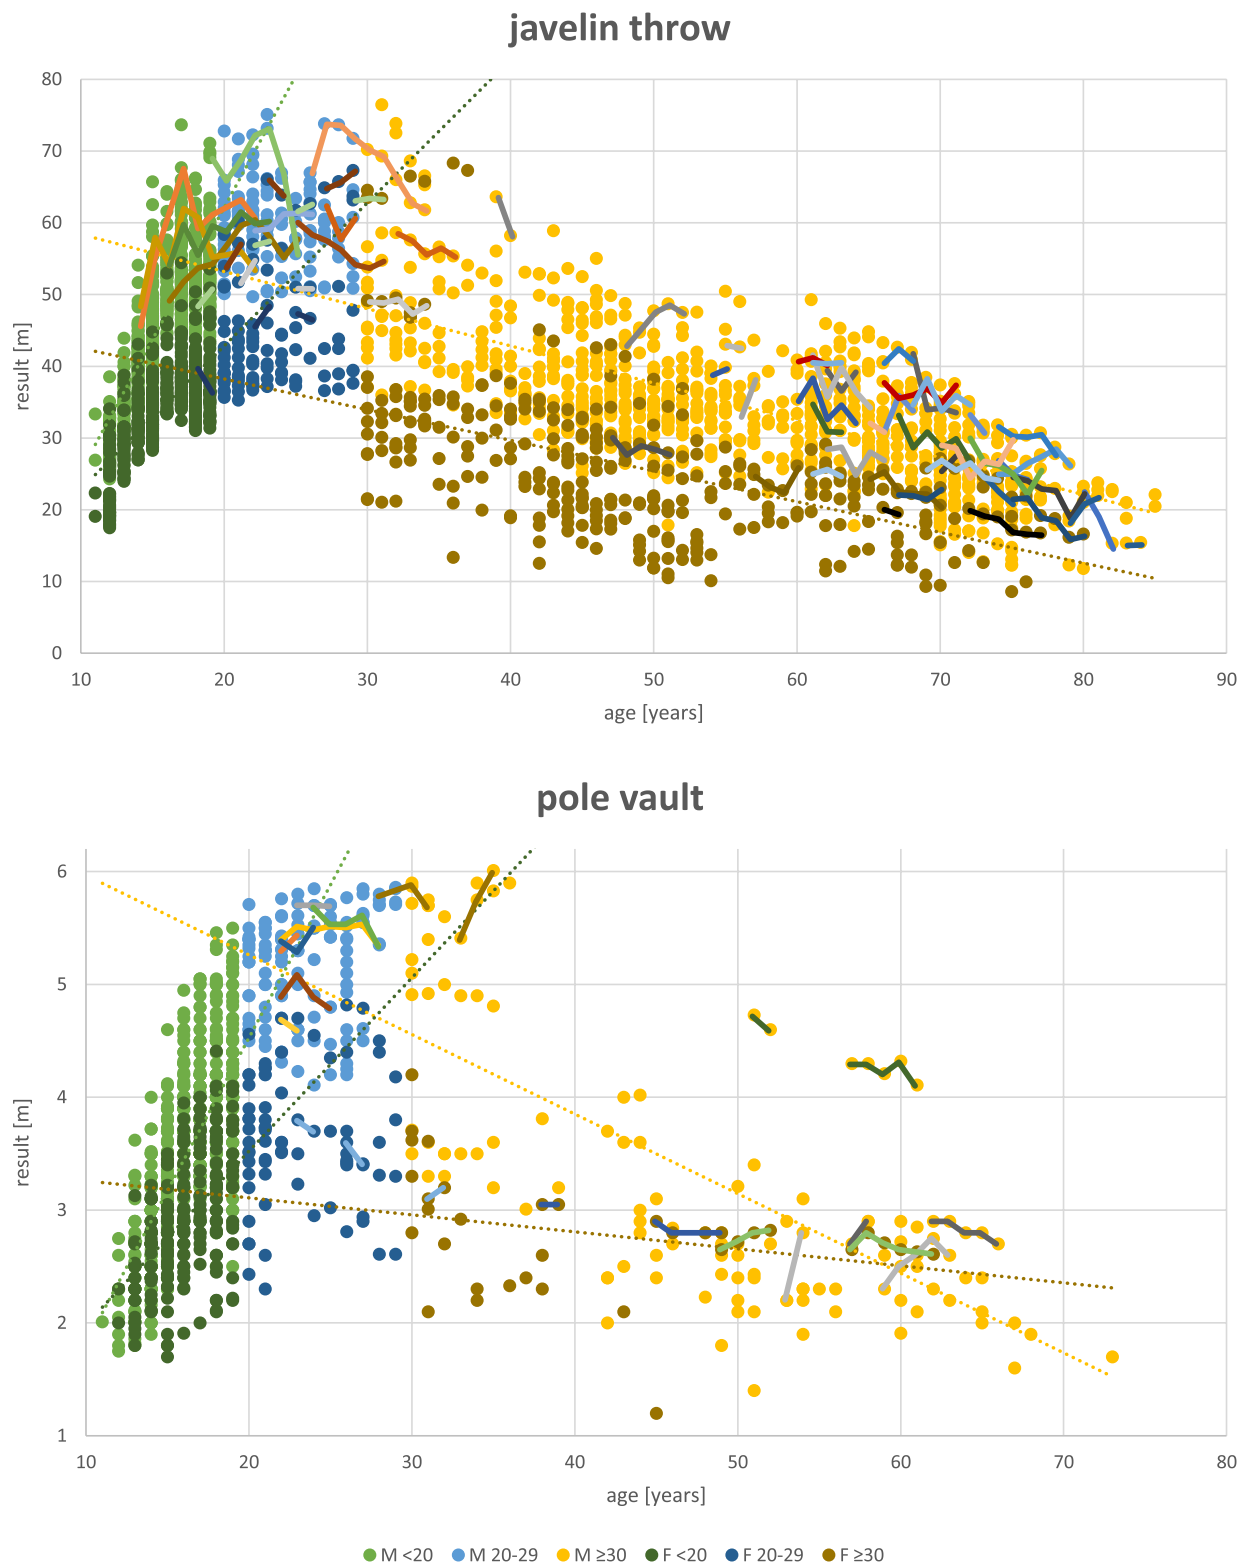 javelin throw
80
70
60
50
40
30
20
10
0
result [m]
10 20 30 40 50 60 70 80 90
age [years]
pole vault
6
5
4
3
2
1
result [m]
10 20 30 40 50 60 70 80
age [years]
M <20 M 20-29 M ≥30 F <20 F 20-29 F ≥30